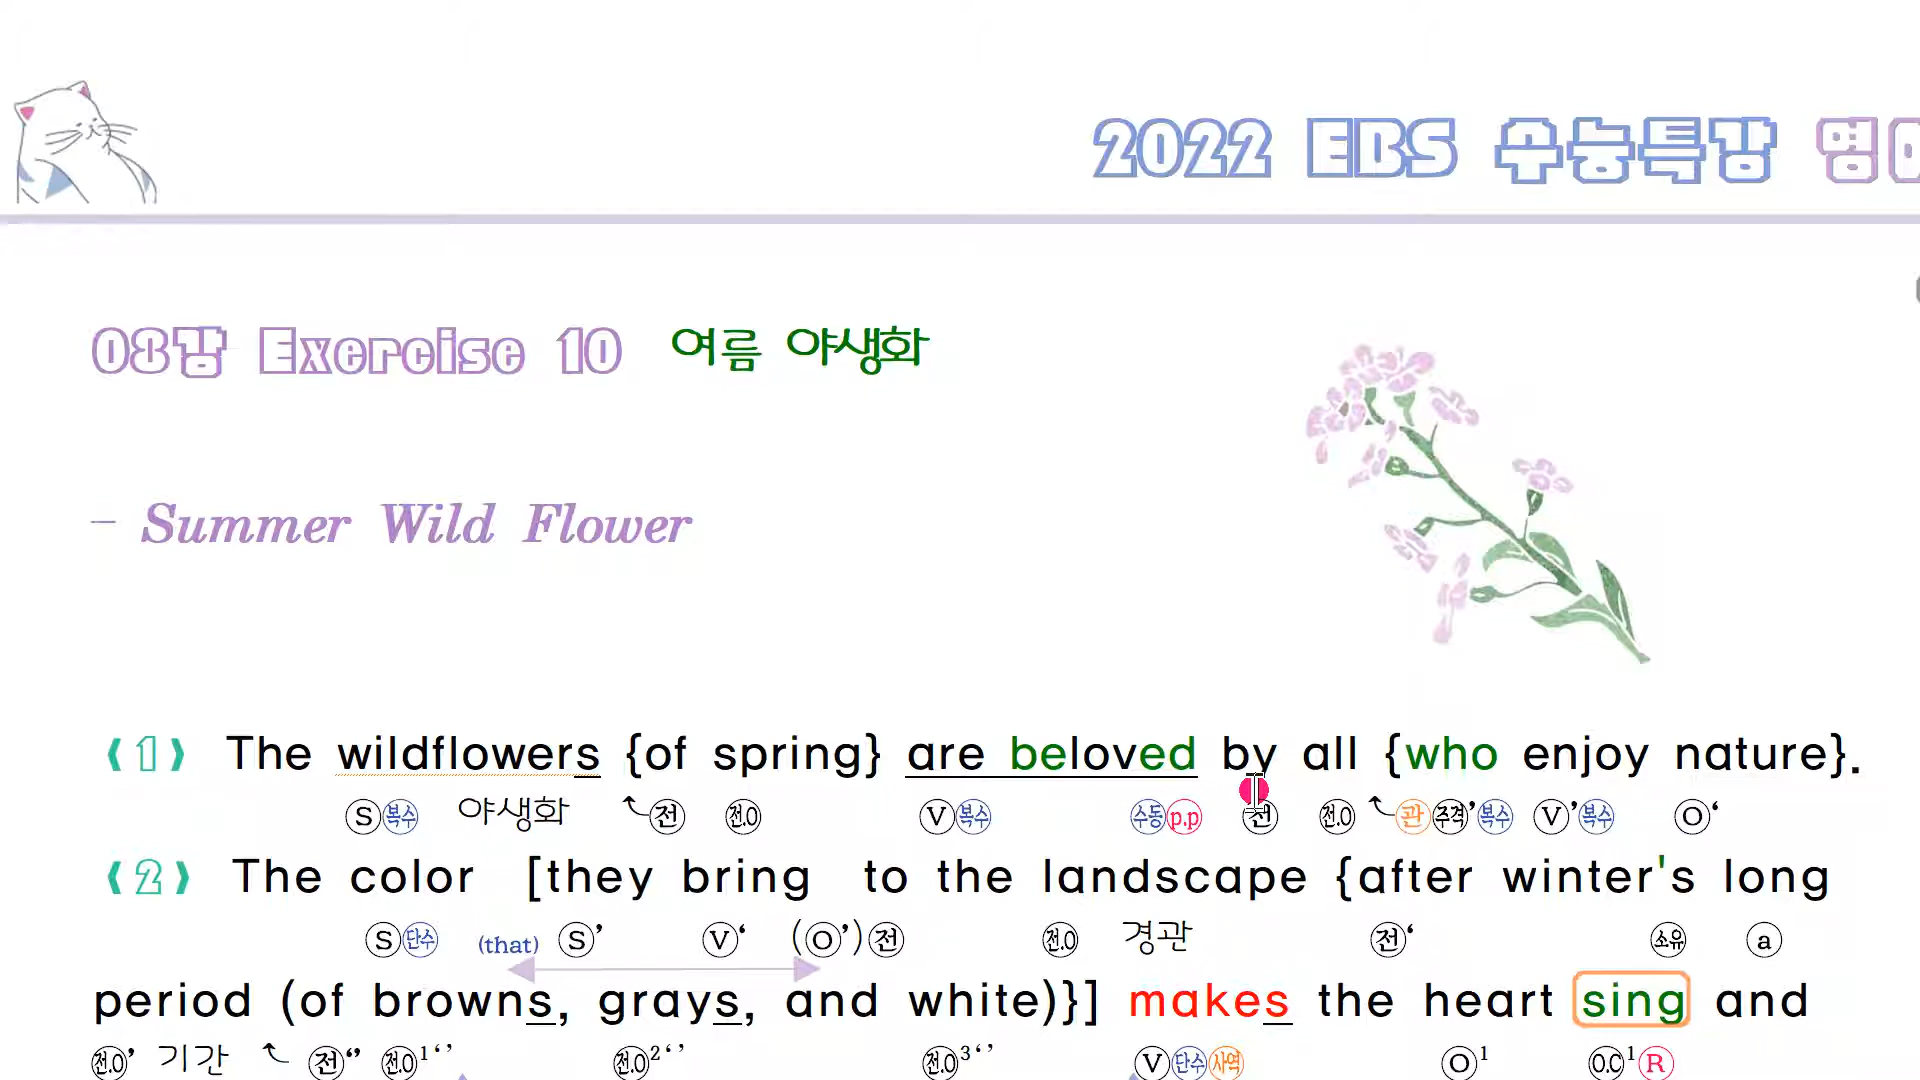 2022 EBS 수능특강 영어
08강 Exercise 10 여름 야생화
- Summer Wild Flower
(1) The wildflowers {of spring} are beloved by all {who enjoy nature}.
S 복수 야생화 전 전.O V 복수 수동 p.p 전 전.O 관 주격' 복수 V' 복수 O‘
(2) The color [they bring to the landscape {after winter's long
S 단수 (that) S’ V‘ (O’) 전 전.O 경관 전‘ 소유 a
period (of browns, grays, and white)}] makes the heart sing and
전.O’ 기간 전‘’ 전.O¹‘’ 전.O²‘’ 전.O³‘’ V 단수 사역 O¹ O.C¹ R